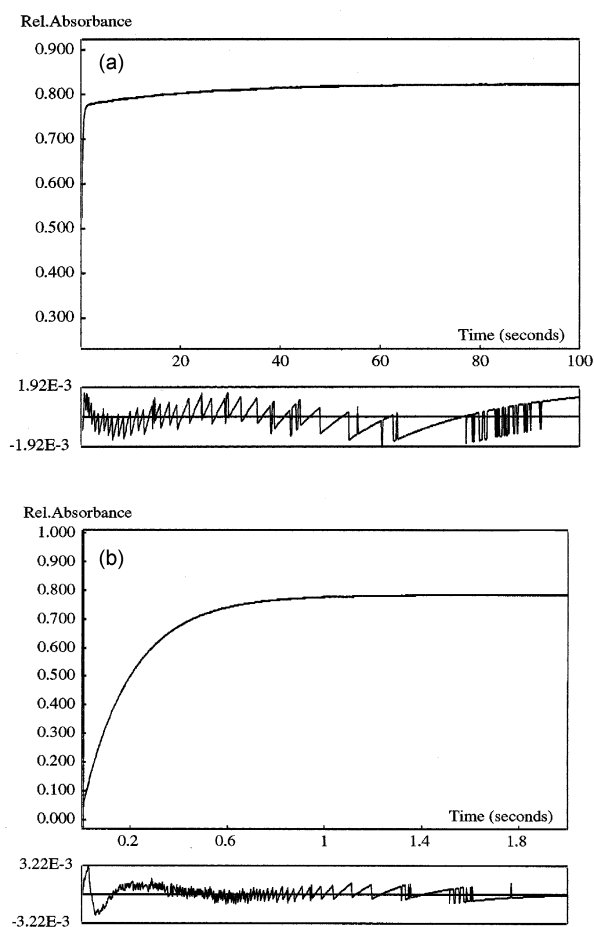 Rel.Absorbance
0.900
(a)
0.800
0.700
0.600
0.500
0.400
0.300
Time (seconds)
20 40 60 80 100
1.92E-3
-1.92E-3
Rel.Absorbance
1.000
0.900
(b)
0.800
0.700
0.600
0.500
0.400
0.300
0.200
0.100
0.000
Time (seconds)
0.2 0.6 1 1.4 1.8
3.22E-3
-3.22E-3